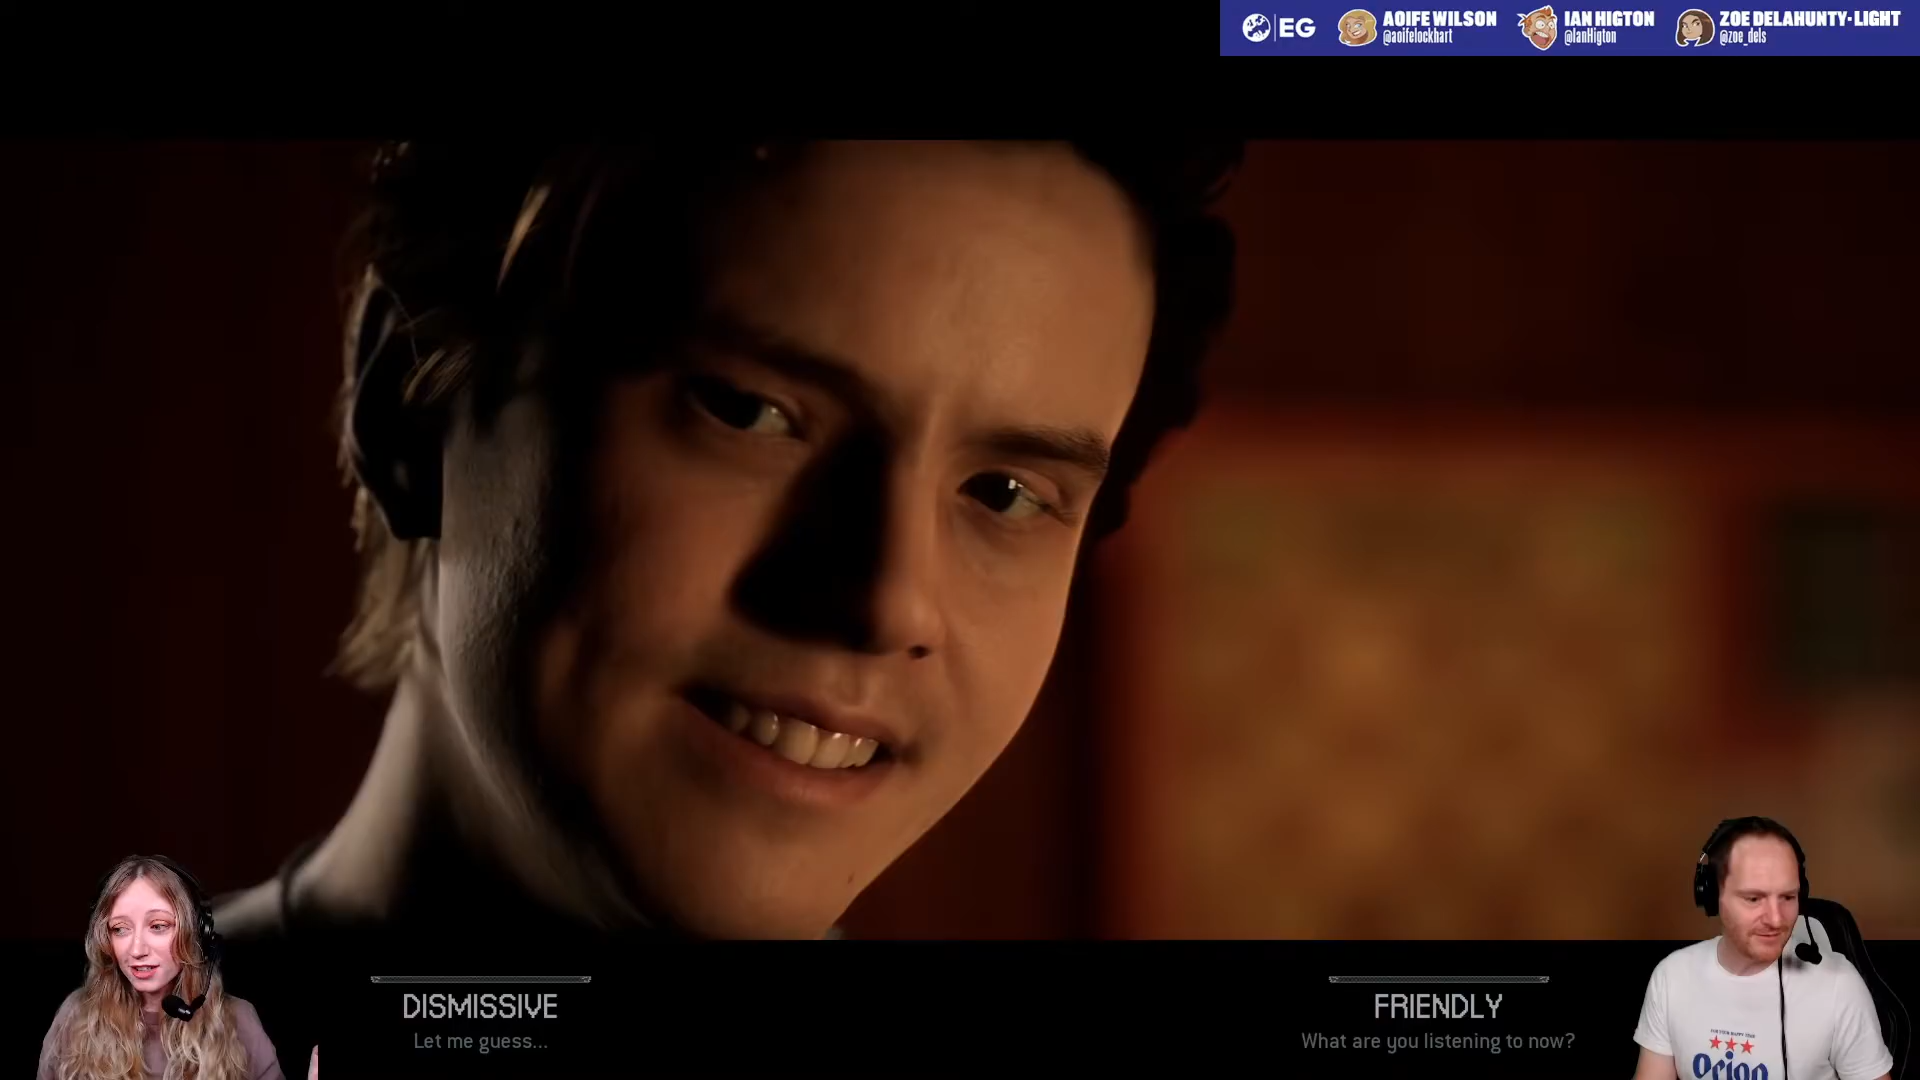 EG
AOIFE WILSON
@aoifelockhart
IAN HIGTON
@IanHigton
ZOE DELAHUNTY-LIGHT
@zoe_dels
DISMISSIVE
Let me guess...
FRIENDLY
What are you listening to now?